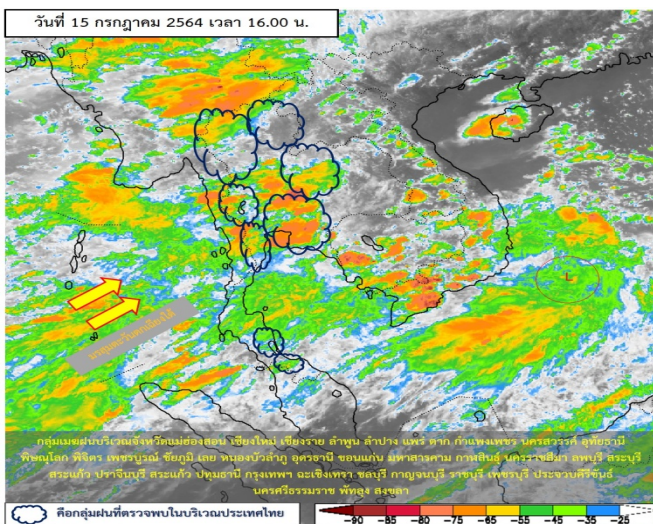 วันที่ 15 กรกฎาคม 2564 เวลา 16.00 น.
L
มรสุมตะวันตกเฉียงใต้
กลุ่มเมฆฝนบริเวณจังหวัดแม่ฮ่องสอน เชียงใหม่ เชียงราย ลำพูน ลำปาง แพร่ ตาก กำแพงเพชร นครสวรรค์ อุทัยธานี
พิษณุโลก พิจิตร เพชรบูรณ์ ชัยภูมิ เลย หนองบัวลำภู อุดรธานี ขอนแก่น มหาสารคาม กาฬสินธุ์ นครราชสีมา ลพบุรี สระบุรี
สระแก้ว ปราจีนบุรี สระแก้ว ปทุมธานี กรุงเทพฯ ฉะเชิงเทรา ชลบุรี กาญจนบุรี ราชบุรี เพชรบุรี ประจวบคีรีขันธ์
นครศรีธรรมราช พัทลุง สงขลา
คือกลุ่มฝนที่ตรวจพบในบริเวณประเทศไทย
-90 -85 -80 -75 -65 -55 -45 -35 -25